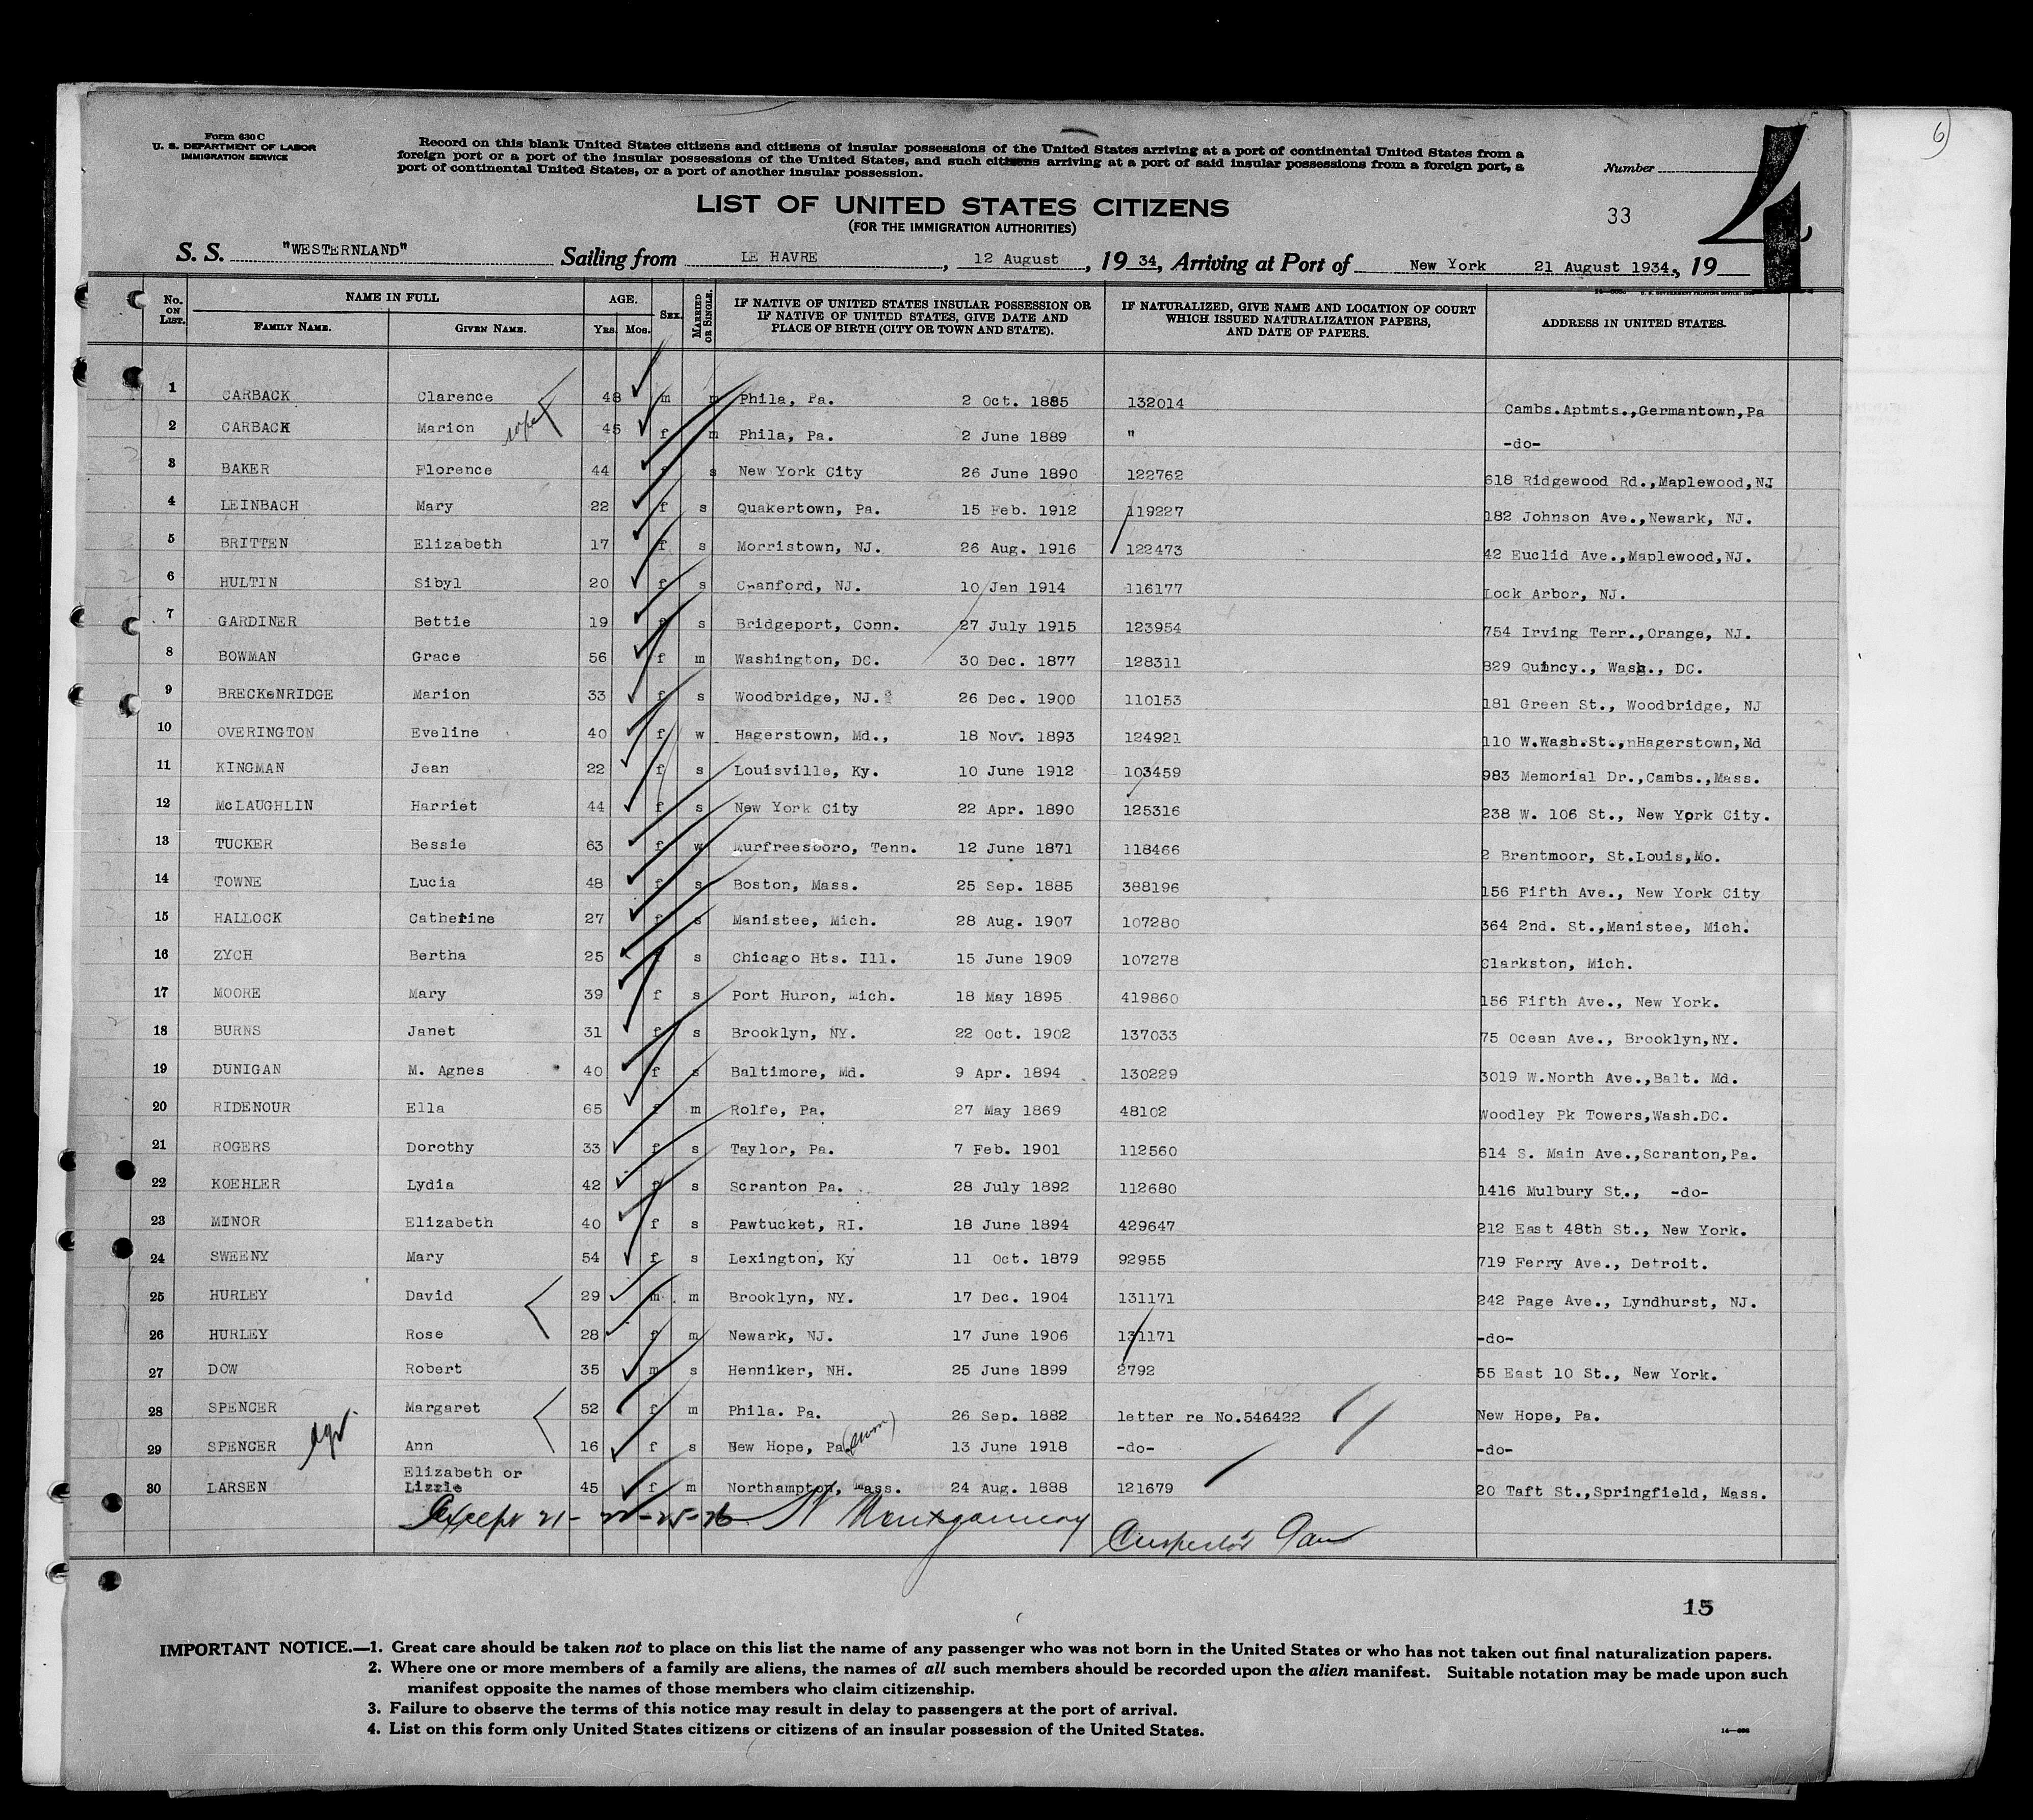 6)
Form 630 C
U. S. DEPARTMENT OF LABOR
IMMIGRATION SERVICE
Record on this blank United States citizens and citizens of insular possessions of the United States arriving at a port of continental United States from a
foreign port or a port of the insular possessions of the United States, and such citizens arriving at a port of said insular possessions from a foreign port, a
port of continental United States, or a port of another insular possession.
Number
4
LIST OF UNITED STATES CITIZENS
(FOR THE IMMIGRATION AUTHORITIES)
33
S. S. "WESTERNLAND" Sailing from LE HAVRE, 12 August, 19 34, Arriving at Port of New York 21 August 1934, 19
No. ON LIST. NAME IN FULL FAMILY NAME. GIVEN NAME. AGE. YRS. MOS. SEX. MARRIED OR SINGLE. IF NATIVE OF UNITED STATES INSULAR POSSESSION OR IF NATIVE OF UNITED STATES, GIVE DATE AND PLACE OF BIRTH (CITY OR TOWN AND STATE). IF NATURALIZED, GIVE NAME AND LOCATION OF COURT WHICH ISSUED NATURALIZATION PAPERS, AND DATE OF PAPERS. ADDRESS IN UNITED STATES.
1 CARBACK Clarence 48 m m Phila, Pa. 2 Oct. 1885 132014 Cambs.Aptmts.,Germantown,Pa
2 CARBACK Marion 45 f m Phila, Pa. 2 June 1889 " -do-
3 BAKER Florence 44 f s New York City 26 June 1890 122762 618 Ridgewood Rd.,Maplewood,NJ
4 LEINBACH Mary 22 f s Quakertown, Pa. 15 Feb. 1912 119227 182 Johnson Ave.,Newark, NJ.
5 BRITTEN Elizabeth 17 f s Morristown, NJ. 26 Aug. 1916 122473 42 Euclid Ave.,Maplewood,NJ.
6 HULTIN Sibyl 20 f s Cranford, NJ. 10 Jan 1914 116177 Lock Arbor, NJ.
7 GARDINER Bettie 19 f s Bridgeport, Conn. 27 July 1915 123954 754 Irving Terr.,Orange, NJ.
8 BOWMAN Grace 56 f m Washington, DC. 30 Dec. 1877 128311 829 Quincy., Wash., DC.
9 BRECKeNRIDGE Marion 33 f s Woodbridge, NJ. 26 Dec. 1900 110153 181 Green St., Woodbridge, NJ
10 OVERINGTON Eveline 40 f w Hagerstown, Md., 18 Nov. 1893 124921 110 W.Wash.St., Hagerstown,Md
11 KINGMAN Jean 22 f s Louisville, Ky. 10 June 1912 103459 983 Memorial Dr.,Cambs.,Mass.
12 McLAUGHLIN Harriet 44 f s New York City 22 Apr. 1890 125316 238 W. 106 St., New York City.
13 TUCKER Bessie 63 f w Murfreesboro, Tenn. 12 June 1871 118466 2 Brentmoor, St.Louis,Mo.
14 TOWNE Lucia 48 f s Boston, Mass. 25 Sep. 1885 388196 156 Fifth Ave., New York City
15 HALLOCK Catherine 27 f s Manistee, Mich. 28 Aug. 1907 107280 364 2nd. St.,Manistee, Mich.
16 ZYCH Bertha 25 f s Chicago Hts. Ill. 15 June 1909 107278 Clarkston, Mich.
17 MOORE Mary 39 f s Port Huron, Mich. 18 May 1895 419860 156 Fifth Ave., New York.
18 BURNS Janet 31 f s Brooklyn, NY. 22 Oct. 1902 137033 75 Ocean Ave., Brooklyn,NY.
19 DUNIGAN M. Agnes 40 f s Baltimore, Md. 9 Apr. 1894 130229 3019 W.North Ave.,Balt. Md.
20 RIDENOUR Ella 65 f m Rolfe, Pa. 27 May 1869 48102 Woodley Pk Towers,Wash.DC.
21 ROGERS Dorothy 33 f s Taylor, Pa. 7 Feb. 1901 112560 614 S. Main Ave.,Scranton,Pa.
22 KOEHLER Lydia 42 f s Scranton Pa. 28 July 1892 112680 1416 Mulbury St., -do-
23 MINOR Elizabeth 40 f s Pawtucket, RI. 18 June 1894 429647 212 East 48th St., New York.
24 SWEENY Mary 54 f s Lexington, Ky 11 Oct. 1879 92955 719 Ferry Ave., Detroit.
25 HURLEY David 29 m m Brooklyn, NY. 17 Dec. 1904 131171 242 Page Ave., Lyndhurst, NJ.
26 HURLEY Rose 28 f m Newark, NJ. 17 June 1906 131171 -do-
27 DOW Robert 35 m s Henniker, NH. 25 June 1899 2792 55 East 10 St., New York.
28 SPENCER Margaret 52 f m Phila. Pa. 26 Sep. 1882 letter re No.546422 New Hope, Pa.
29 SPENCER Ann 16 f s New Hope, Pa. 13 June 1918 -do- -do-
30 LARSEN Elizabeth or Lizzie 45 f m Northampton, Mass. 24 Aug. 1888 121679 20 Taft St.,Springfield, Mass.
Except 21- 22-25-26 Montgomery
15
IMPORTANT NOTICE.—1. Great care should be taken not to place on this list the name of any passenger who was not born in the United States or who has not taken out final naturalization papers.
2. Where one or more members of a family are aliens, the names of all such members should be recorded upon the alien manifest. Suitable notation may be made upon such
manifest opposite the names of those members who claim citizenship.
3. Failure to observe the terms of this notice may result in delay to passengers at the port of arrival.
4. List on this form only United States citizens or citizens of an insular possession of the United States.